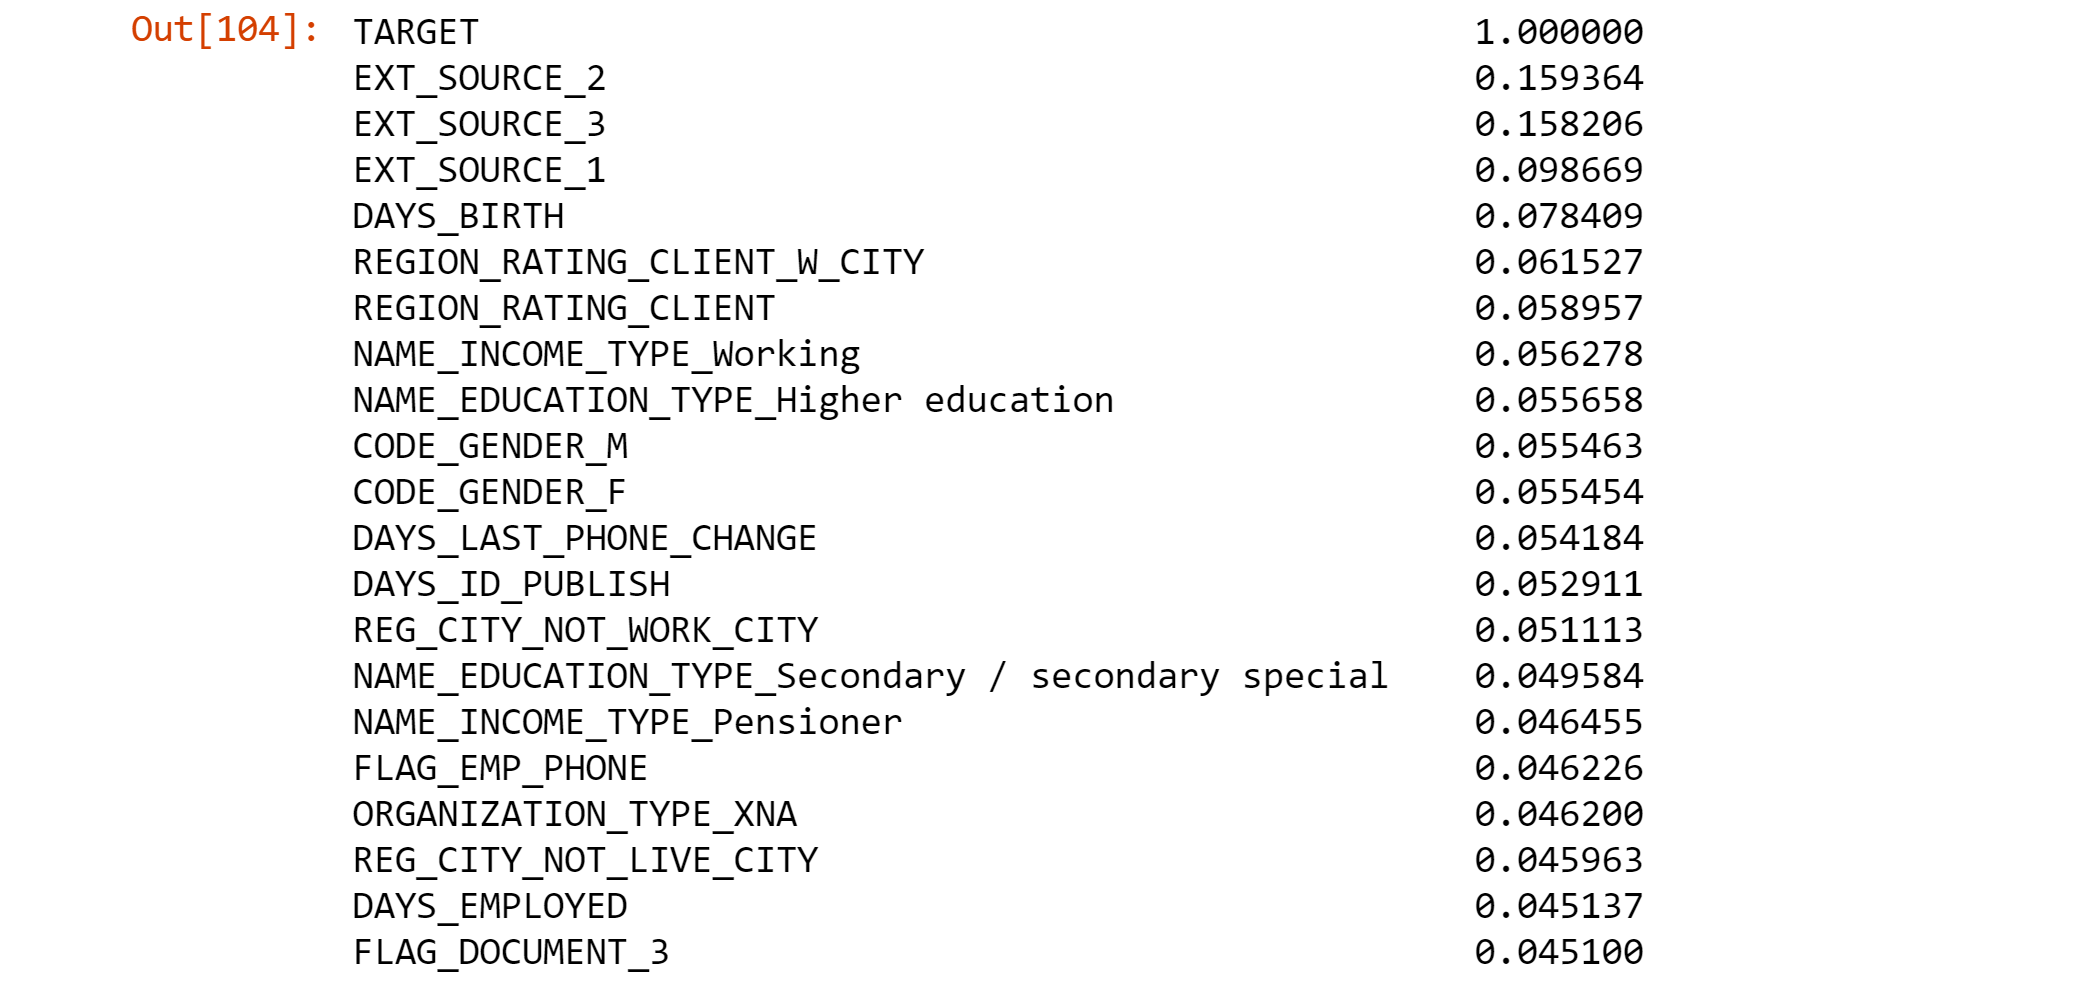 Out[104]: TARGET 1.000000
EXT_SOURCE_2 0.159364
EXT_SOURCE_3 0.158206
EXT_SOURCE_1 0.098669
DAYS_BIRTH 0.078409
REGION_RATING_CLIENT_W_CITY 0.061527
REGION_RATING_CLIENT 0.058957
NAME_INCOME_TYPE_Working 0.056278
NAME_EDUCATION_TYPE_Higher education 0.055658
CODE_GENDER_M 0.055463
CODE_GENDER_F 0.055454
DAYS_LAST_PHONE_CHANGE 0.054184
DAYS_ID_PUBLISH 0.052911
REG_CITY_NOT_WORK_CITY 0.051113
NAME_EDUCATION_TYPE_Secondary / secondary special 0.049584
NAME_INCOME_TYPE_Pensioner 0.046455
FLAG_EMP_PHONE 0.046226
ORGANIZATION_TYPE_XNA 0.046200
REG_CITY_NOT_LIVE_CITY 0.045963
DAYS_EMPLOYED 0.045137
FLAG_DOCUMENT_3 0.045100